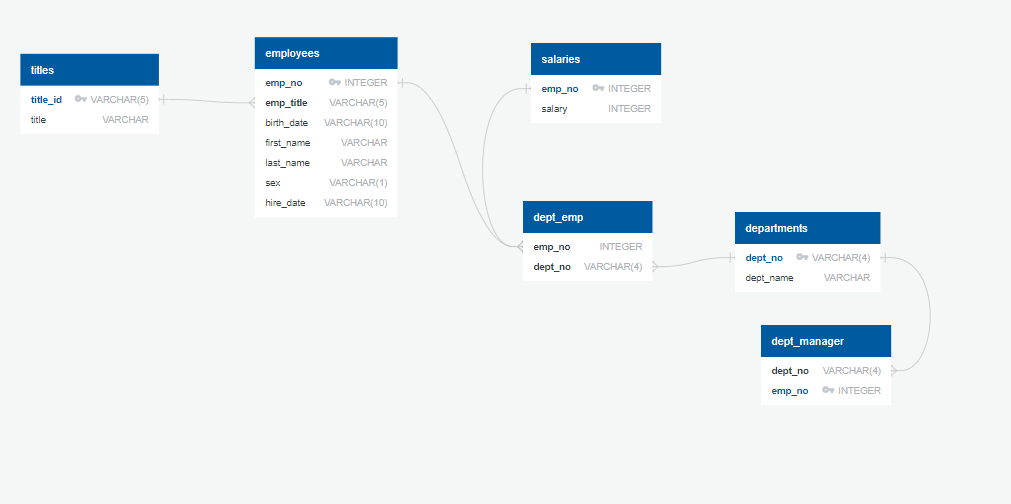 titles
title_id VARCHAR(5)
title VARCHAR
employees
emp_no INTEGER
emp_title VARCHAR(5)
birth_date VARCHAR(10)
first_name VARCHAR
last_name VARCHAR
sex VARCHAR(1)
hire_date VARCHAR(10)
salaries
emp_no INTEGER
salary INTEGER
dept_emp
emp_no INTEGER
dept_no VARCHAR(4)
departments
dept_no VARCHAR(4)
dept_name VARCHAR
dept_manager
dept_no VARCHAR(4)
emp_no INTEGER